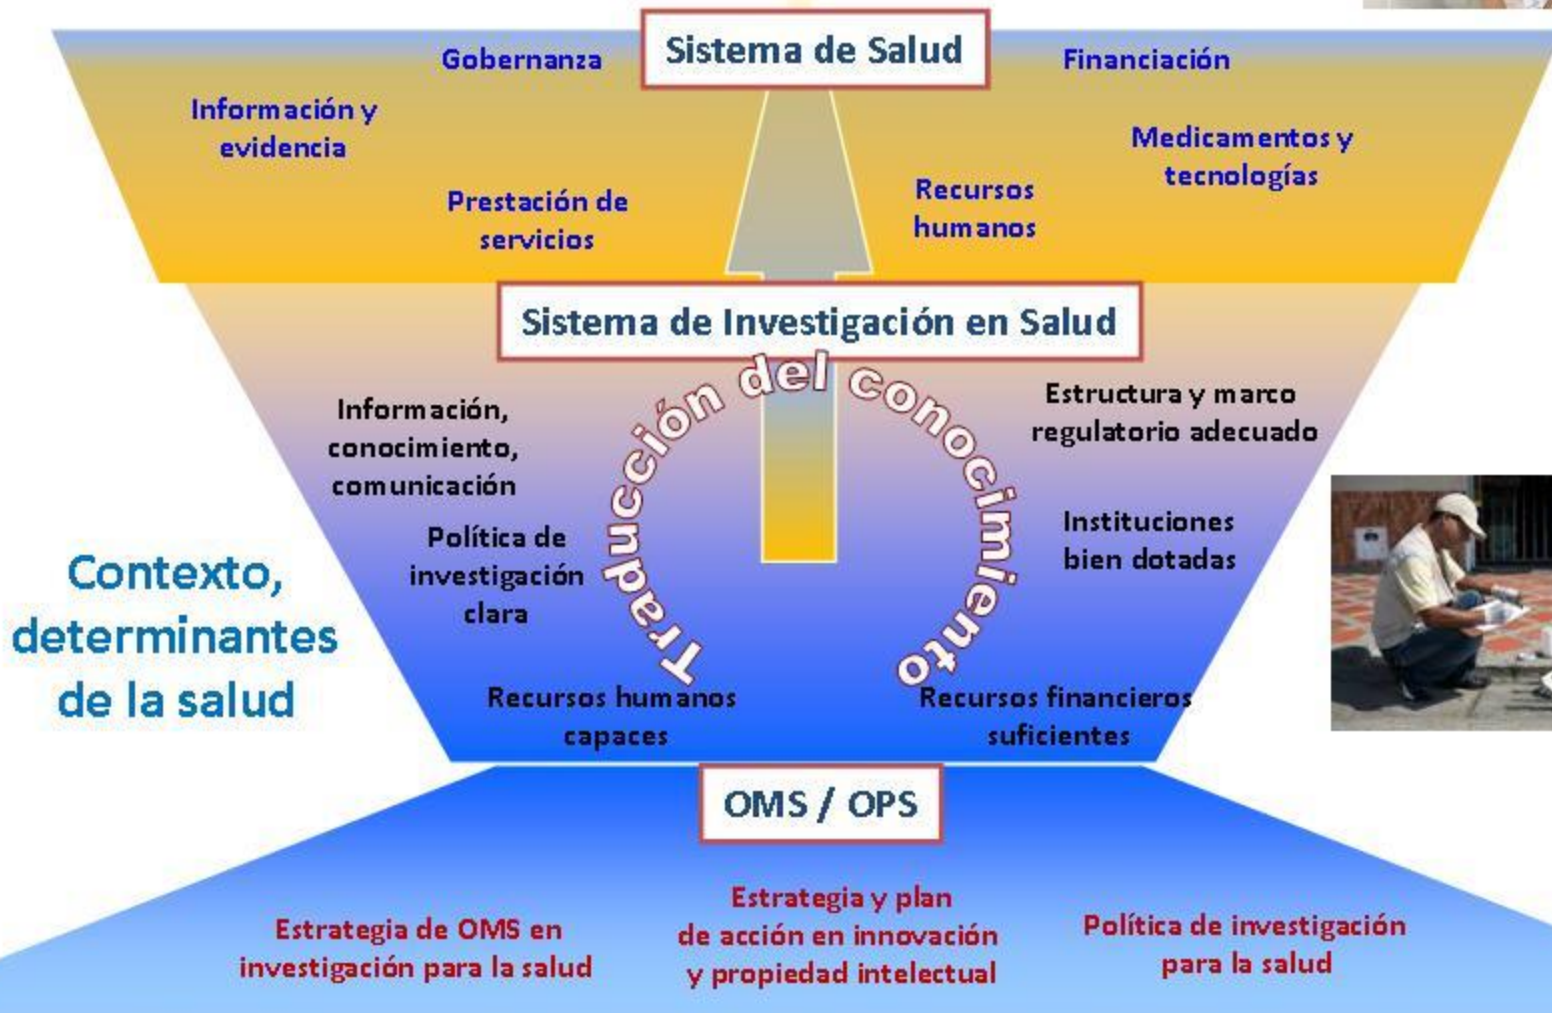 Sistema de Salud
Gobernanza
Financiación
Información y
evidencia
Medicamentos y
tecnologías
Prestación de
servicios
Recursos
humanos
Sistema de Investigación en Salud
Traducción del conocimiento
Información,
conocimiento,
comunicación
Estructura y marco
regulatorio adecuado
Política de
investigación
clara
Instituciones
bien dotadas
Contexto,
determinantes
de la salud
Recursos humanos
capaces
Recursos financieros
suficientes
OMS / OPS
Estrategia de OMS en
investigación para la salud
Estrategia y plan
de acción en innovación
y propiedad intelectual
Política de investigación
para la salud